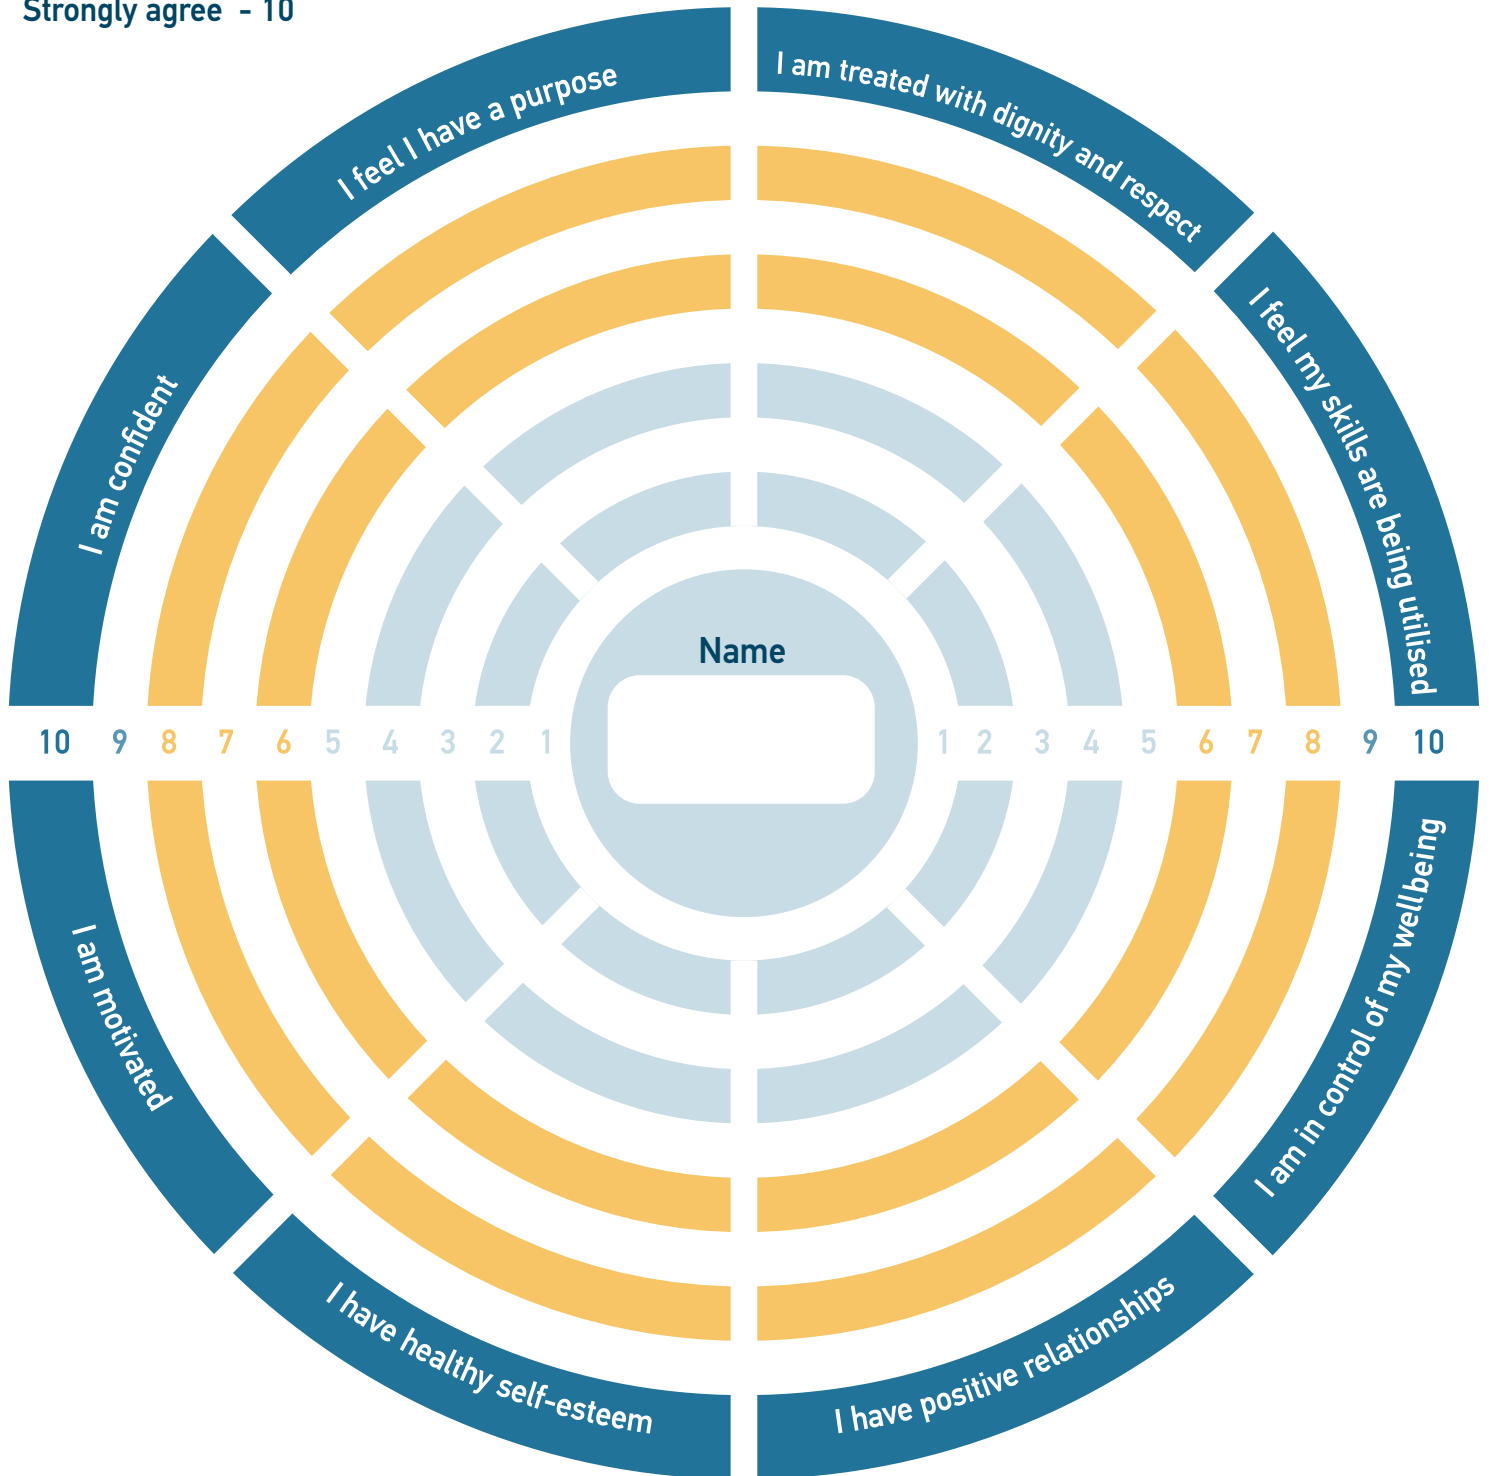 Strongly agree - 10
I feel I have a purpose
I am treated with dignity and respect
I am confident
I feel my skills are being utilised
Name
10 9 8 7 6 5 4 3 2 1 1 2 3 4 5 6 7 8 9 10
I am motivated
I am in control of my wellbeing
I have healthy self-esteem
I have positive relationships